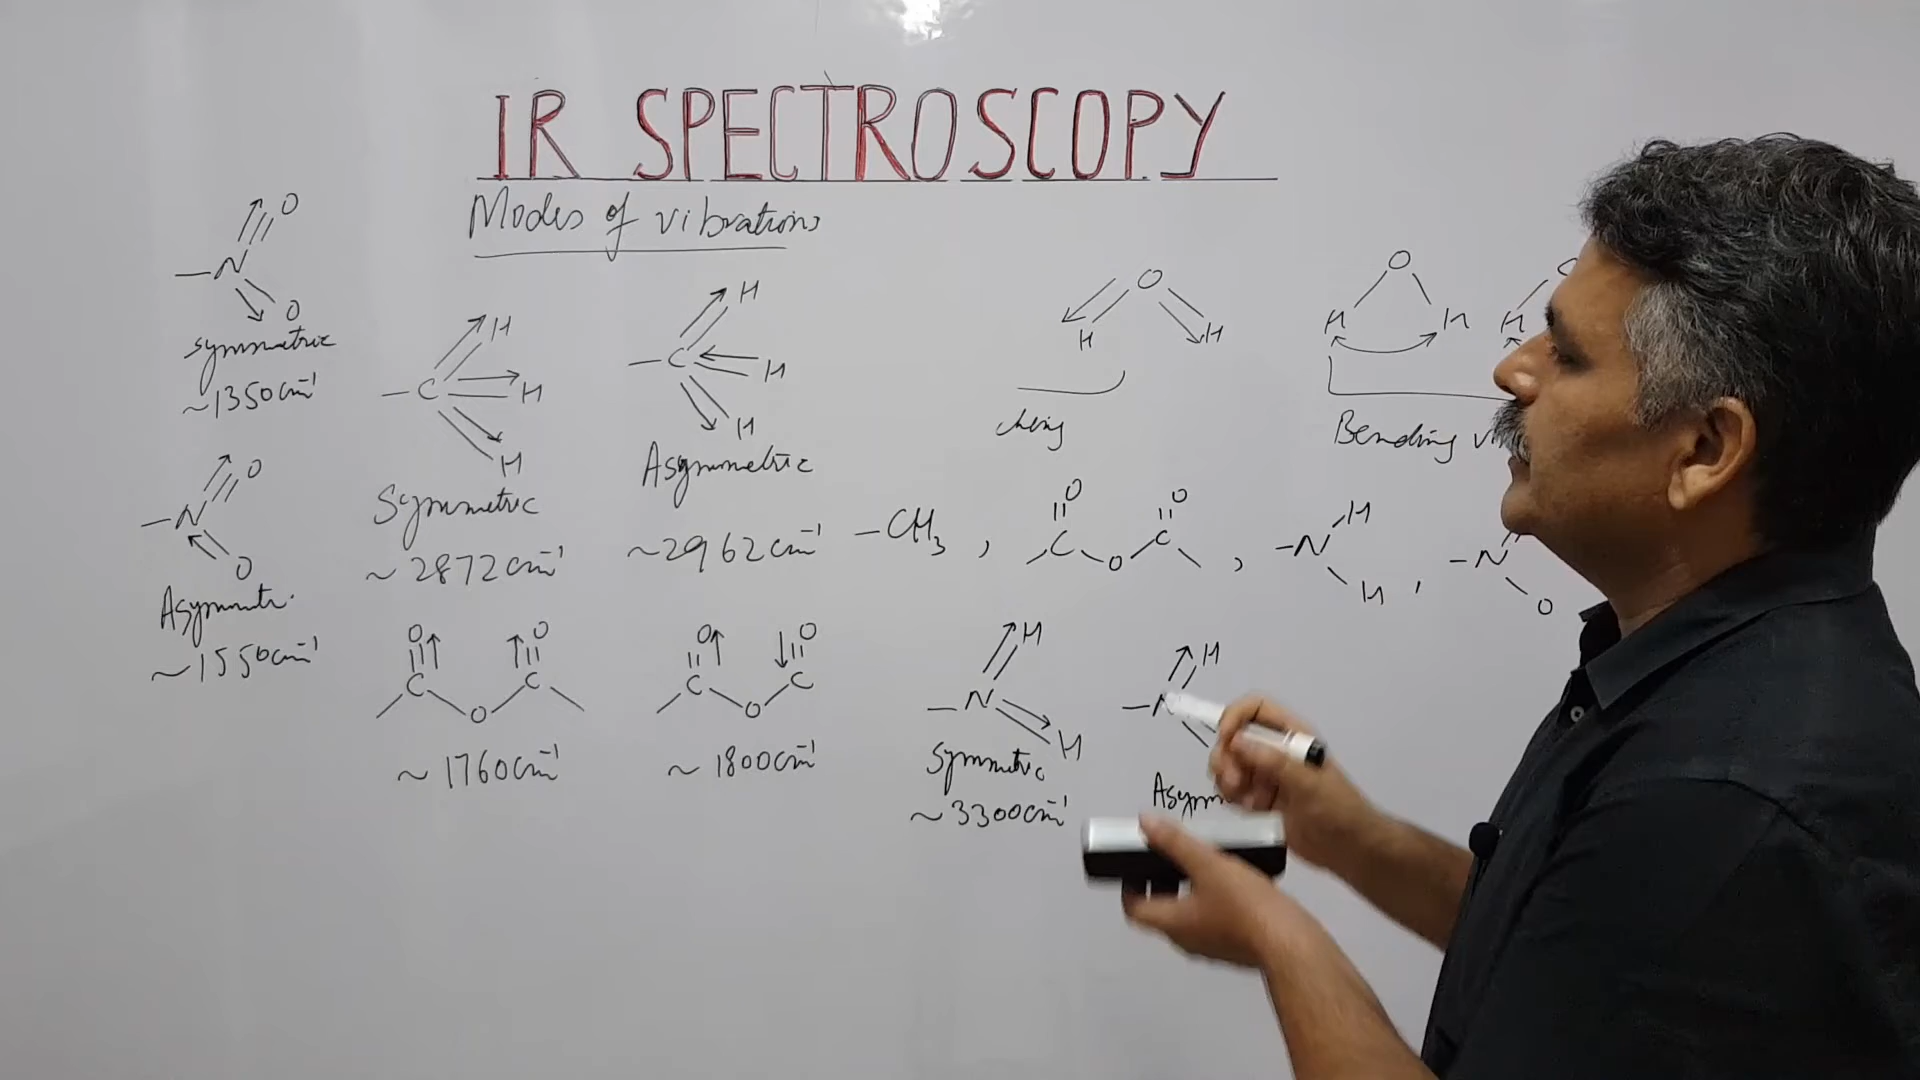 IR SPECTROSCOPY
Modes of vibrations
O
N
O
symmetric
~1350cm⁻¹
H
C H
H
Symmetric
~2872cm⁻¹
H
C H
H
Asymmetric
~2962cm⁻¹
O
H H
O
H H
H
Bending
O
N
O
~1550cm⁻¹
-CH₃ ,
O O
C O C ,
H
-N
H ,
-N
O
O O
C O C
~1760cm⁻¹
O O
C O C
~1800cm⁻¹
H
N
H
Symmetric
~3300cm⁻¹
H
N